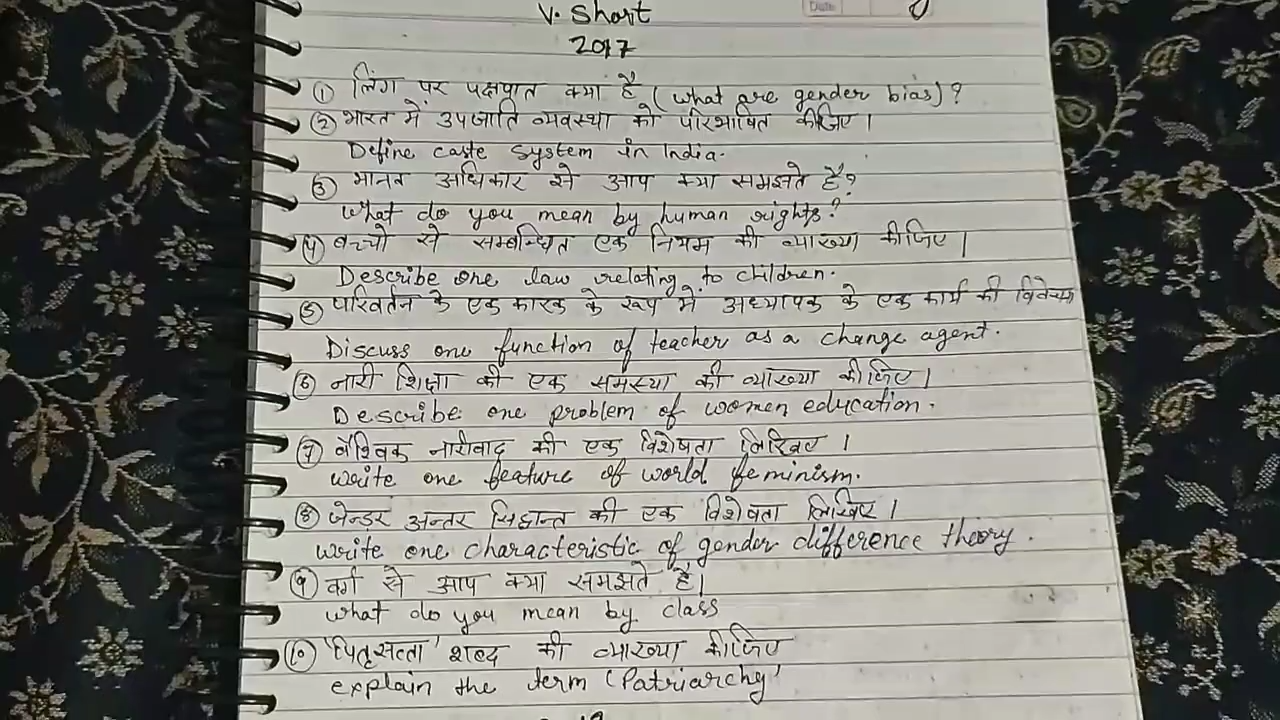 V. Short
2017
Date
① लिंग पर पक्षपात क्यां है (what are gender bias)?
② भारत में उपजाति व्यवस्था को परिभाषित कीजिए।
Define caste system in India.
③ मानव अधिकार से आप क्या समझते हैं?
what do you mean by human rights?
④ बच्चो से सम्बन्धित एक नियम की व्याख्या कीजिए।
Describe one law relating to children.
⑤ परिवर्तन के एक कारक के रूप में अध्यापक के एक कार्य की
Discuss one function of teacher as a change agent.
⑥ नारी शिक्षा की एक समस्या की व्याख्या कीजिए।
Describe one problem of women education.
⑦ वैश्विक नारीवाद की एक विशेषता लिखिए।
write one feature of world feminism.
⑧ जेन्डर अन्तर सिद्धान्त की एक विशेषता लिखिए।
write one characteristic of gender difference theory.
⑨ वर्ग से आप क्या समझते हैं।
what do you mean by class
⑩ 'पितृसत्ता' शब्द की व्याख्या कीजिए
explain the term 'Patriarchy'